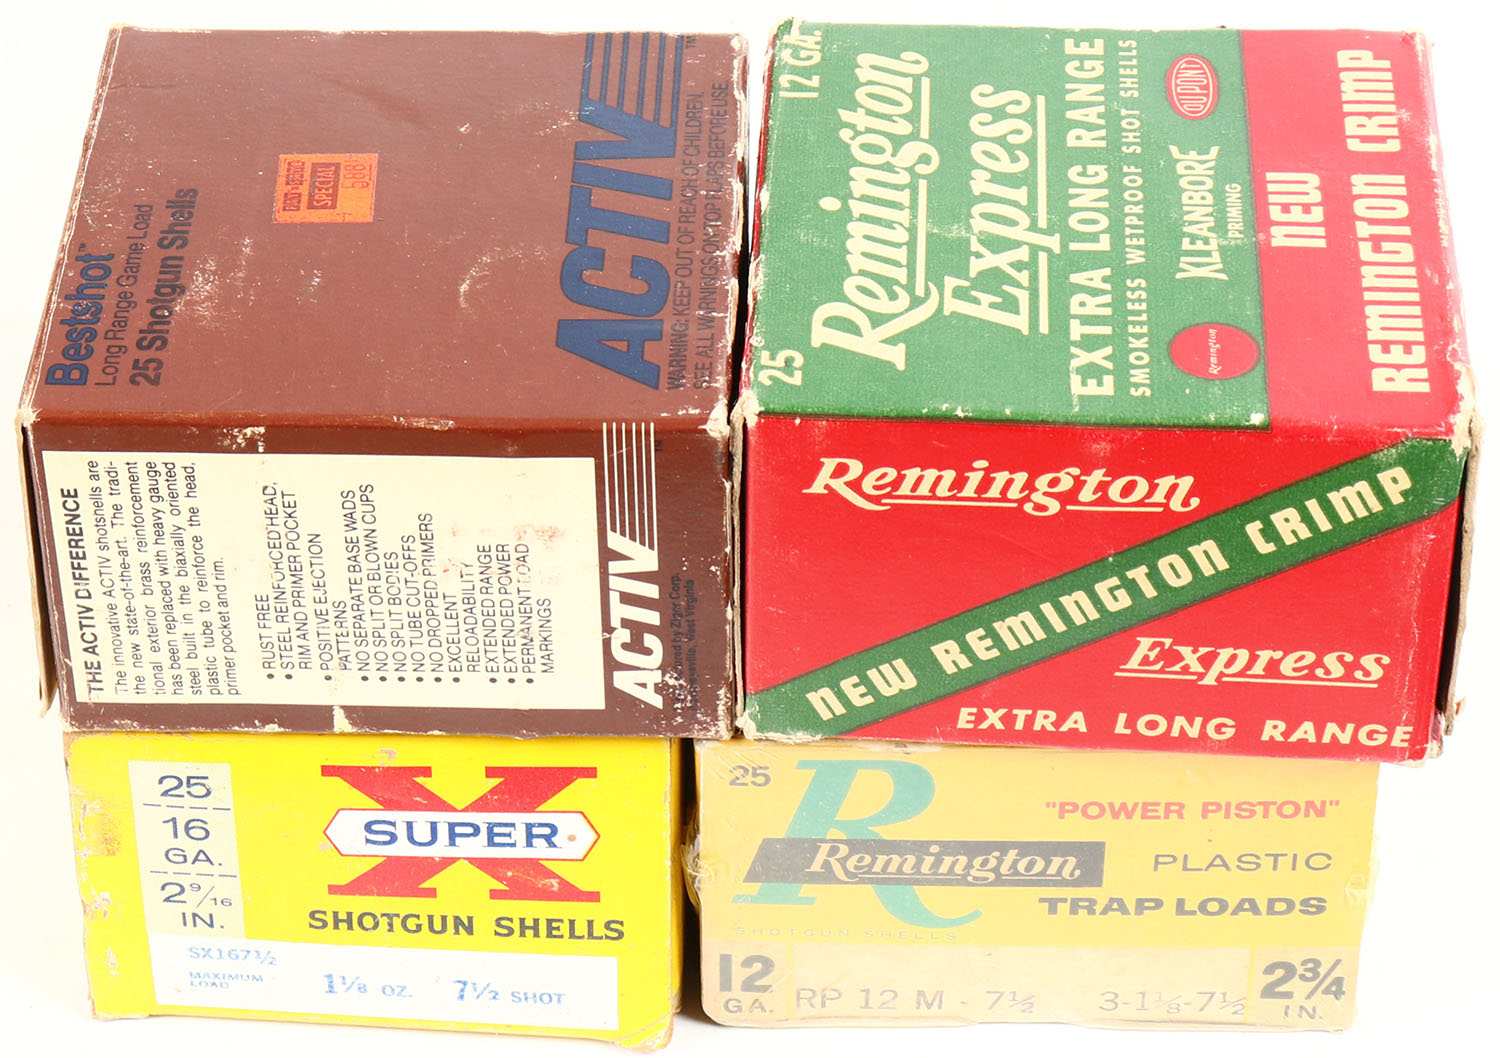 Bestshot™
Long Range Game Load
25 Shotgun Shells
SPECIAL
588
ACTIV™
WARNING: KEEP OUT OF REACH OF CHILDREN.
SEE ALL WARNINGS ON TOP FLAPS BEFORE USE
THE ACTIV DIFFERENCE
The innovative ACTIV shotshells are
the new state-of-the-art. The tradi-
tional exterior brass reinforcement
has been replaced with heavy gauge
steel built in the biaxially oriented
plastic tube to reinforce the head,
primer pocket and rim.
• RUST FREE
• STEEL REINFORCED HEAD,
RIM AND PRIMER POCKET
• POSITIVE EJECTION
PATTERNS
• NO SEPARATE BASE WADS
• NO SPLIT OR BLOWN CUPS
• NO SPLIT BODIES
• NO TUBE CUT-OFFS
• NO DROPPED PRIMERS
• EXCELLENT
RELOADABILITY
• EXTENDED RANGE
• EXTENDED POWER
• PERMANENT LOAD
MARKINGS
ACTIV™
West Virginia
12 GA.
25
Remington
Express
EXTRA LONG RANGE
SMOKELESS WETPROOF SHOT SHELLS
DU PONT
KLEANBORE
PRIMING
Remington
NEW
REMINGTON CRIMP
Remington
NEW REMINGTON CRIMP
Express
EXTRA LONG RANGE
25
16
GA.
2 9/16
IN.
X
SUPER
SHOTGUN SHELLS
SX167½
MAXIMUM
LOAD
1⅛ OZ. 7½ SHOT
25
R
Remington
SHOTGUN SHELLS
"POWER PISTON"
PLASTIC
TRAP LOADS
12
GA.
RP 12 M - 7½ 3-1⅛-7½
2¾
IN.